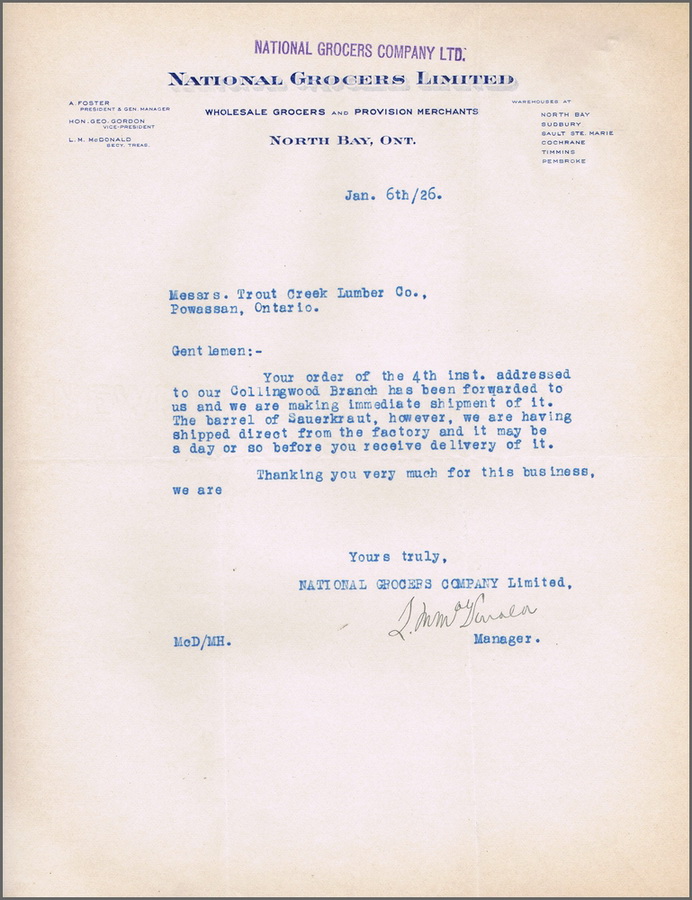 NATIONAL GROCERS COMPANY LTD.
NATIONAL GROCERS LIMITED
WHOLESALE GROCERS AND PROVISION MERCHANTS
NORTH BAY, ONT.
A. FOSTER
PRESIDENT & GEN. MANAGER
HON. GEO. GORDON
VICE-PRESIDENT
L. H. McDONALD
SECY. TREAS.
WAREHOUSES AT
NORTH BAY
SUDBURY
SAULT STE. MARIE
COCHRANE
TIMMINS
PEMBROKE
Jan. 6th/26.
Messrs. Trout Creek Lumber Co.,
Powassan, Ontario.
Gentlemen:-
Your order of the 4th inst. addressed
to our Collingwood Branch has been forwarded to
us and we are making immediate shipment of it.
The barrel of Sauerkraut, however, we are having
shipped direct from the factory and it may be
a day or so before you receive delivery of it.
Thanking you very much for this business,
we are
Yours truly,
NATIONAL GROCERS COMPANY Limited,
Manager.
McD/MH.